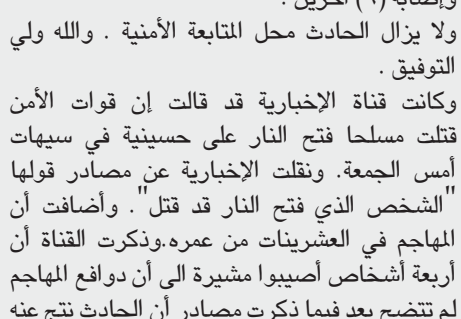 وإصابة (٩) آخرين .
ولا يزال الحادث محل المتابعة الأمنية . والله ولي
التوفيق .
وكانت قناة الإخبارية قد قالت إن قوات الأمن
قتلت مسلحا فتح النار على حسينية في سيهات
أمس الجمعة. ونقلت الإخبارية عن مصادر قولها
"الشخص الذي فتح النار قد قتل". وأضافت أن
المهاجم في العشرينات من عمره.وذكرت القناة أن
أربعة أشخاص أصيبوا مشيرة الى أن دوافع المهاجم
لم تتضح بعد فيما ذكرت مصادر أن الحادث نتج عنه